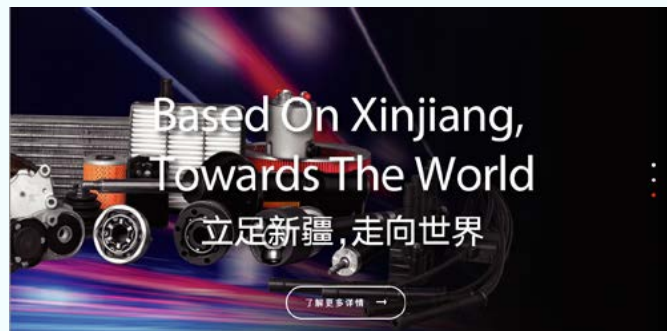 Based On Xinjiang,
Towards The World
立足新疆,走向世界
了解更多详情 →